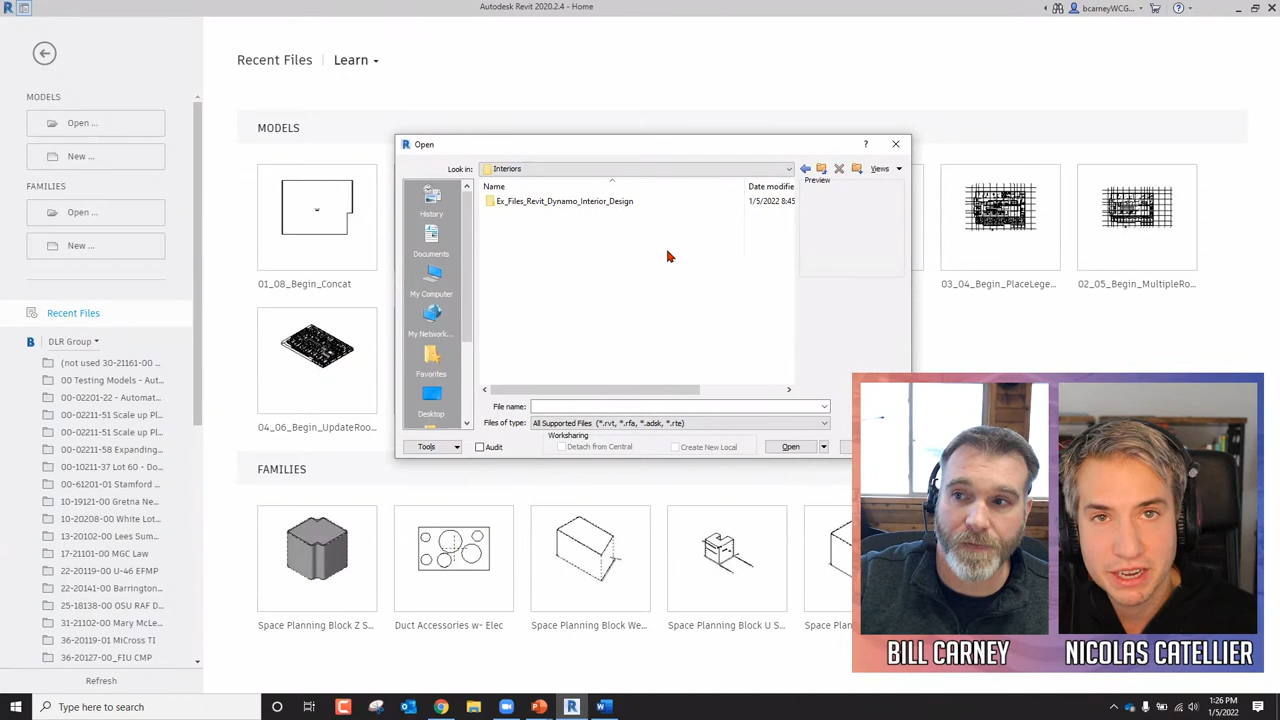 Autodesk Revit 2020.2.4 - Home
bcarneyWCG...
Recent Files
Learn
MODELS
Open ...
New ...
FAMILIES
Open ...
New ...
Recent Files
DLR Group
(not used 30-21161-00 ...
00 Testing Models - Aut...
00-02201-22 - Automat...
00-02211-51 Scale up Pl...
00-02211-51 Scale up Pl...
00-02211-58 Expanding...
00-10211-37 Lot 60 - Do...
00-20601-01 Stamford ...
10-19121-00 Gretna Ne...
10-20208-00 White Lot...
13-20102-00 Lees Sum...
17-21101-00 MGC Law
22-20119-00 U-46 EFMP
22-20141-00 Barrington...
25-18138-00 OSU RAF D...
31-21102-00 Mary McLe...
36-20119-01 MiCross TI
36-20127-00_FIU CMP
Refresh
MODELS
01_08_Begin_Concat
03_04_Begin_PlaceLege...
02_05_Begin_MultipleRo...
04_06_Begin_UpdateRoo...
FAMILIES
Space Planning Block Z S...
Duct Accessories w- Elec
Space Planning Block We...
Space Planning Block U S...
Space Plann
Open
Look in:
Interiors
Views
Name
Date modifie
Preview
Ex_Files_Revit_Dynamo_Interior_Design
1/5/2022 8:45
History
Documents
My Computer
My Network...
Favorites
Desktop
File name:
Files of type:
All Supported Files (*.rvt, *.rfa, *.adsk, *.rte)
Worksharing
Tools
Audit
Detach from Central
Create New Local
Open
BILL CARNEY
NICOLAS CATELLIER
Type here to search
1:26 PM
1/5/2022